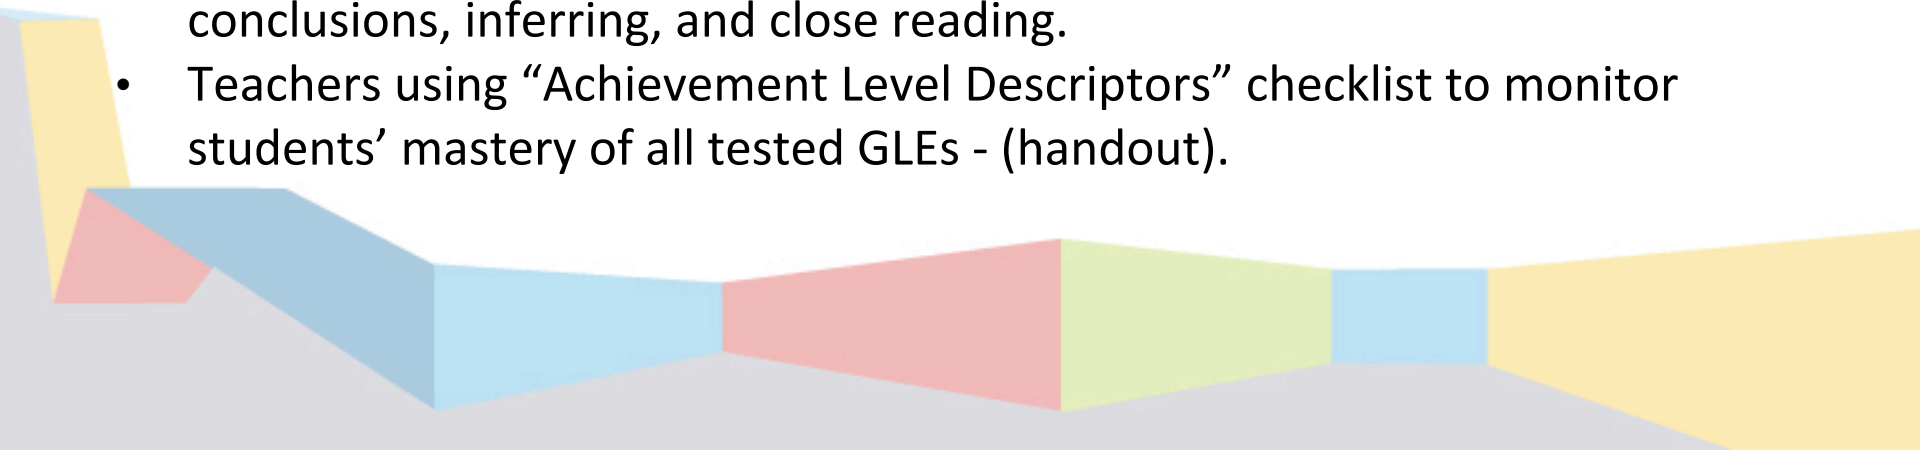 conclusions, inferring, and close reading.
• Teachers using “Achievement Level Descriptors” checklist to monitor
students’ mastery of all tested GLEs - (handout).